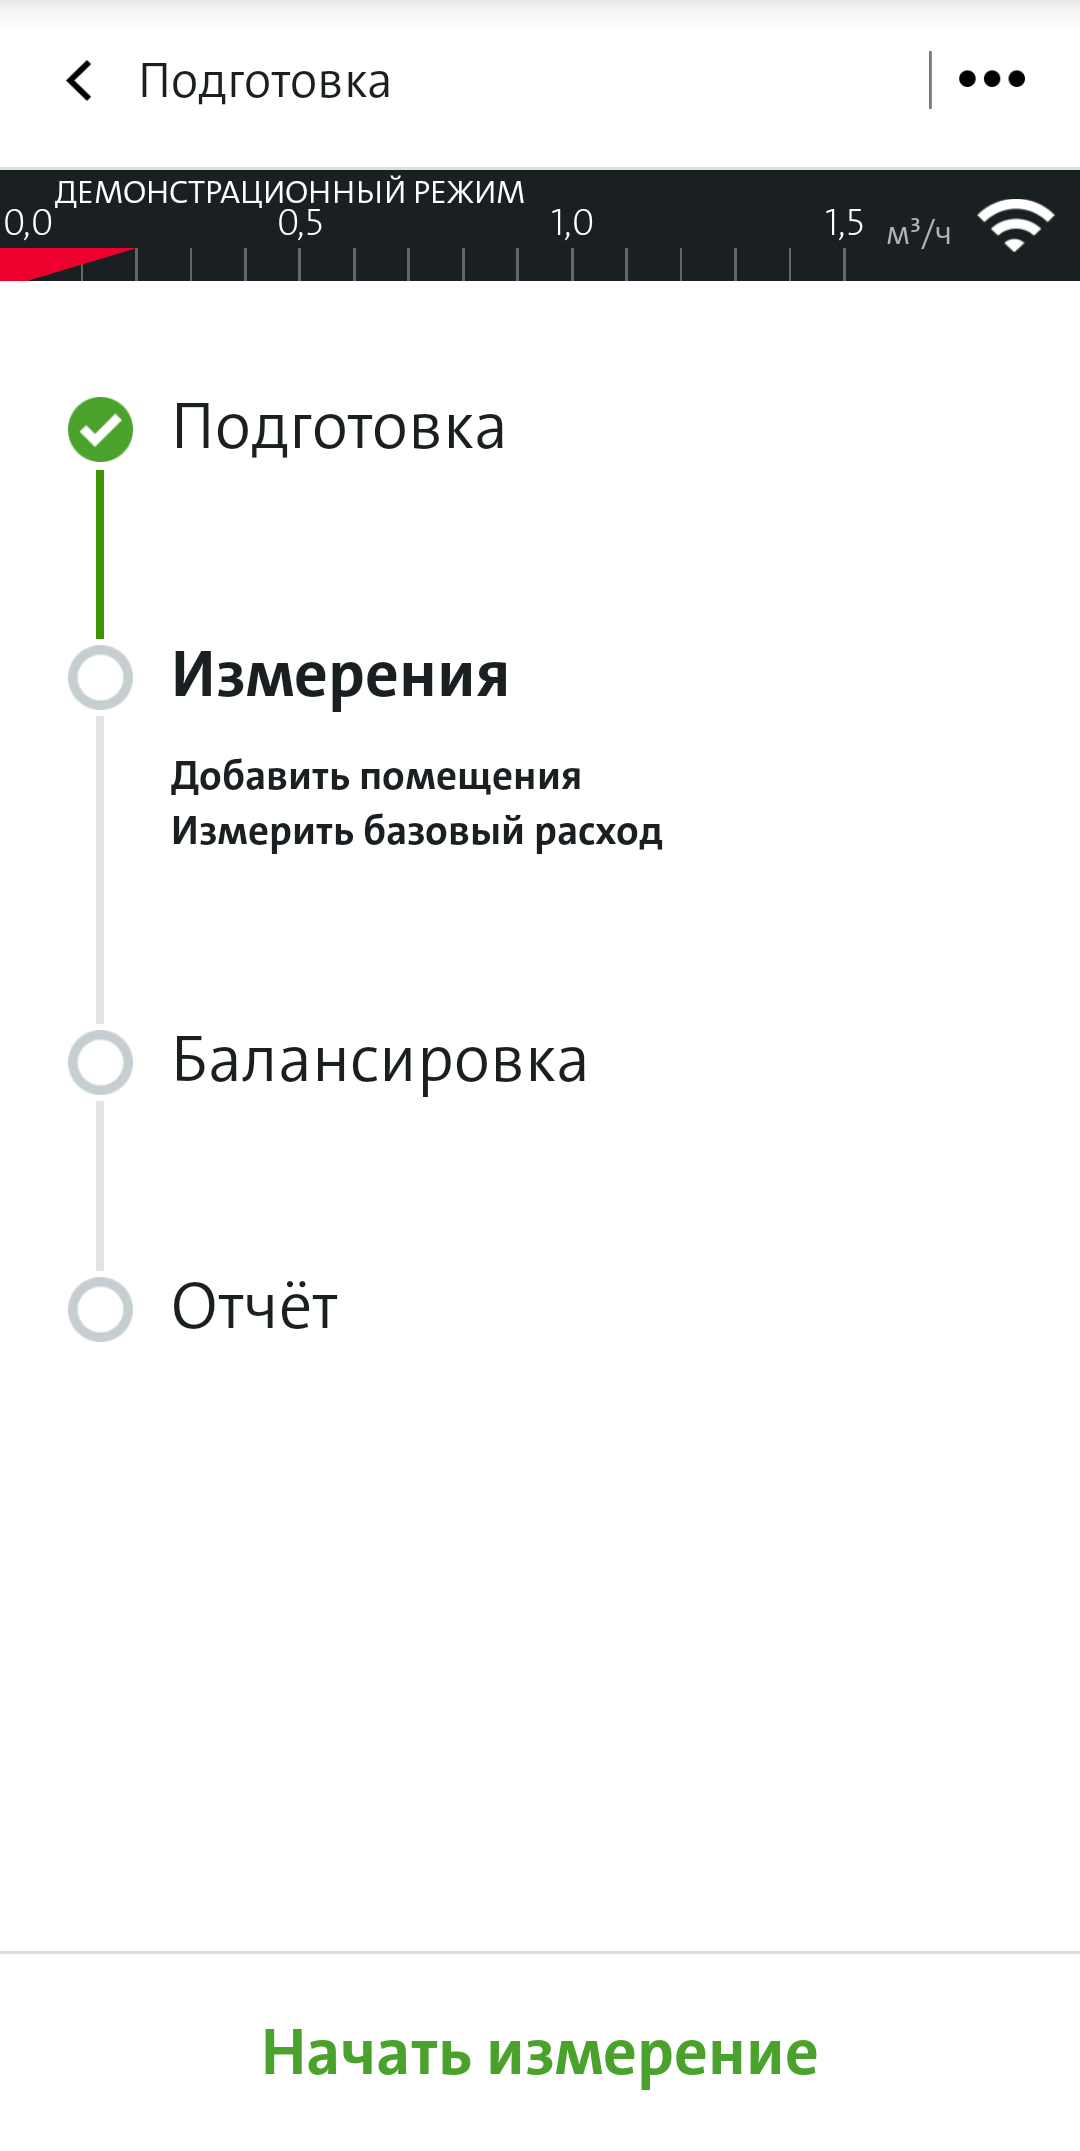 Подготовка
ДЕМОНСТРАЦИОННЫЙ РЕЖИМ
0,0 0,5 1,0 1,5 м³/ч
Подготовка
Измерения
Добавить помещения
Измерить базовый расход
Балансировка
Отчёт
Начать измерение